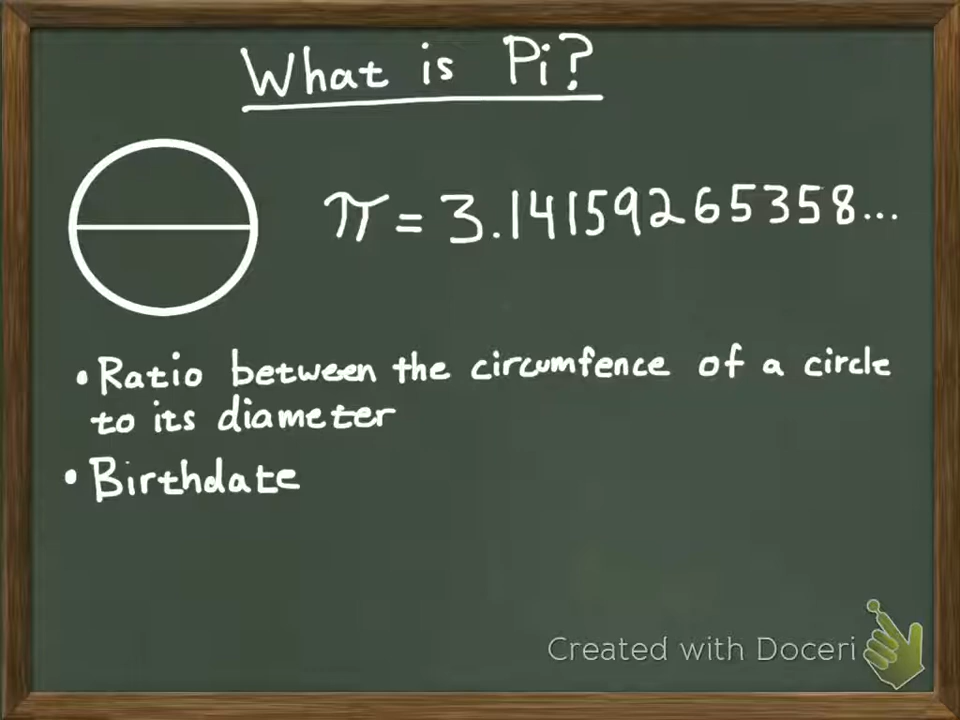 What is Pi?
π = 3.14159265358...
• Ratio between the circumfence of a circle
to its diameter
• Birthdate
Created with Doceri